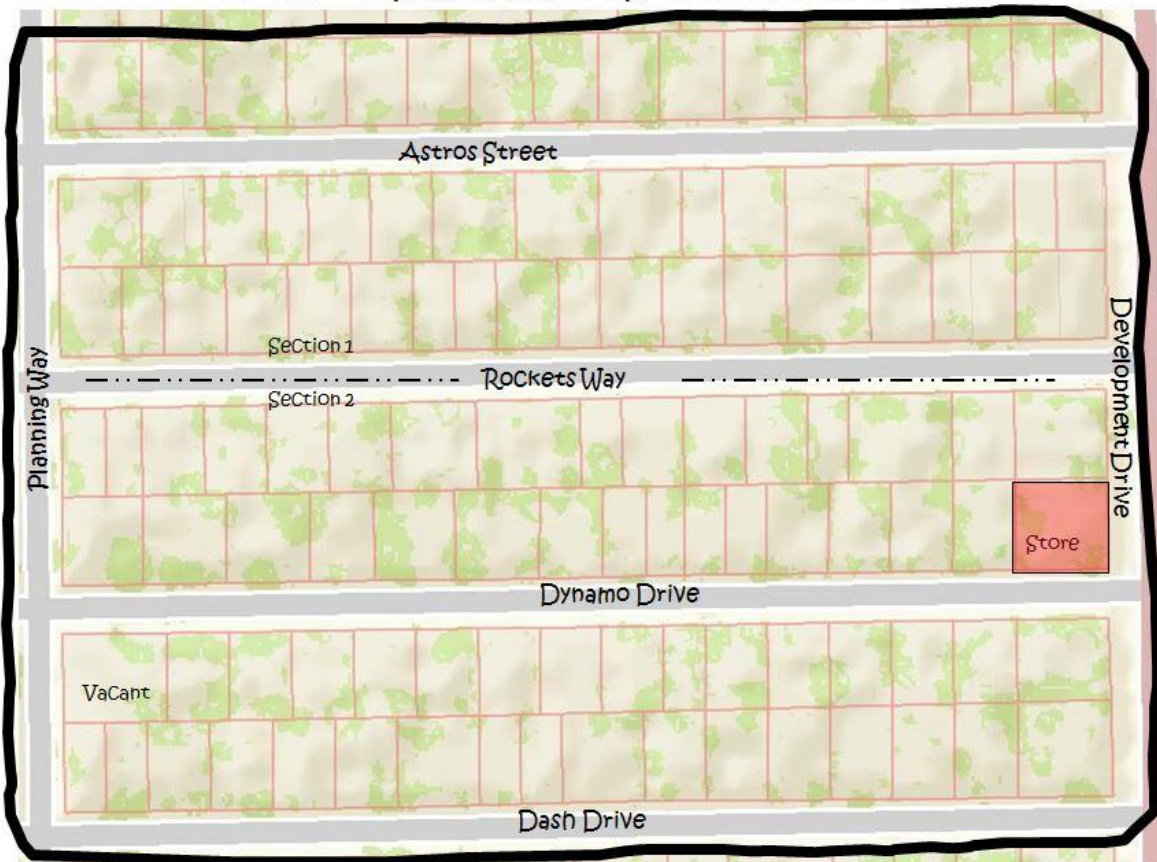 Astros Street
Section 1
Rockets Way
Section 2
Planning Way
Development Drive
Store
Dynamo Drive
Vacant
Dash Drive